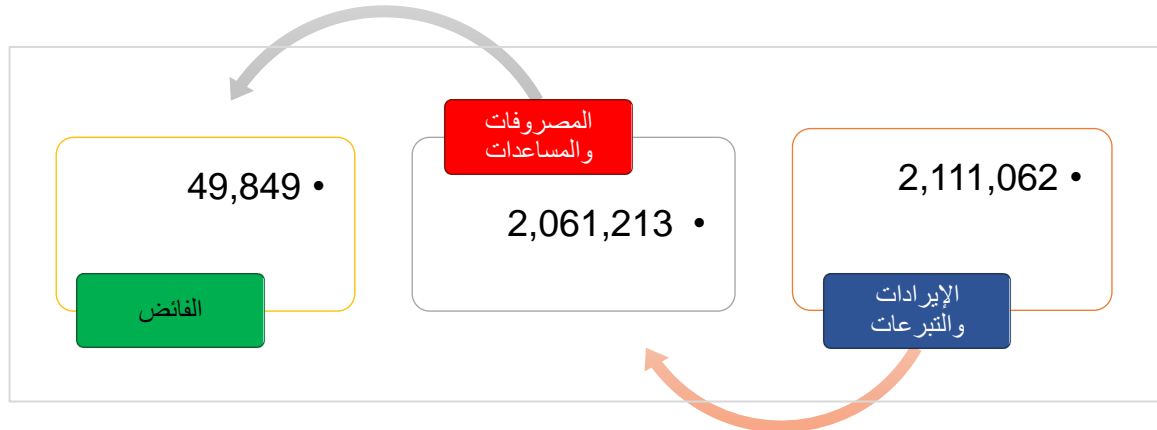 • 2,111,062
الإيرادات
والتبرعات
المصروفات
والمساعدات
• 2,061,213
• 49,849
الفائض